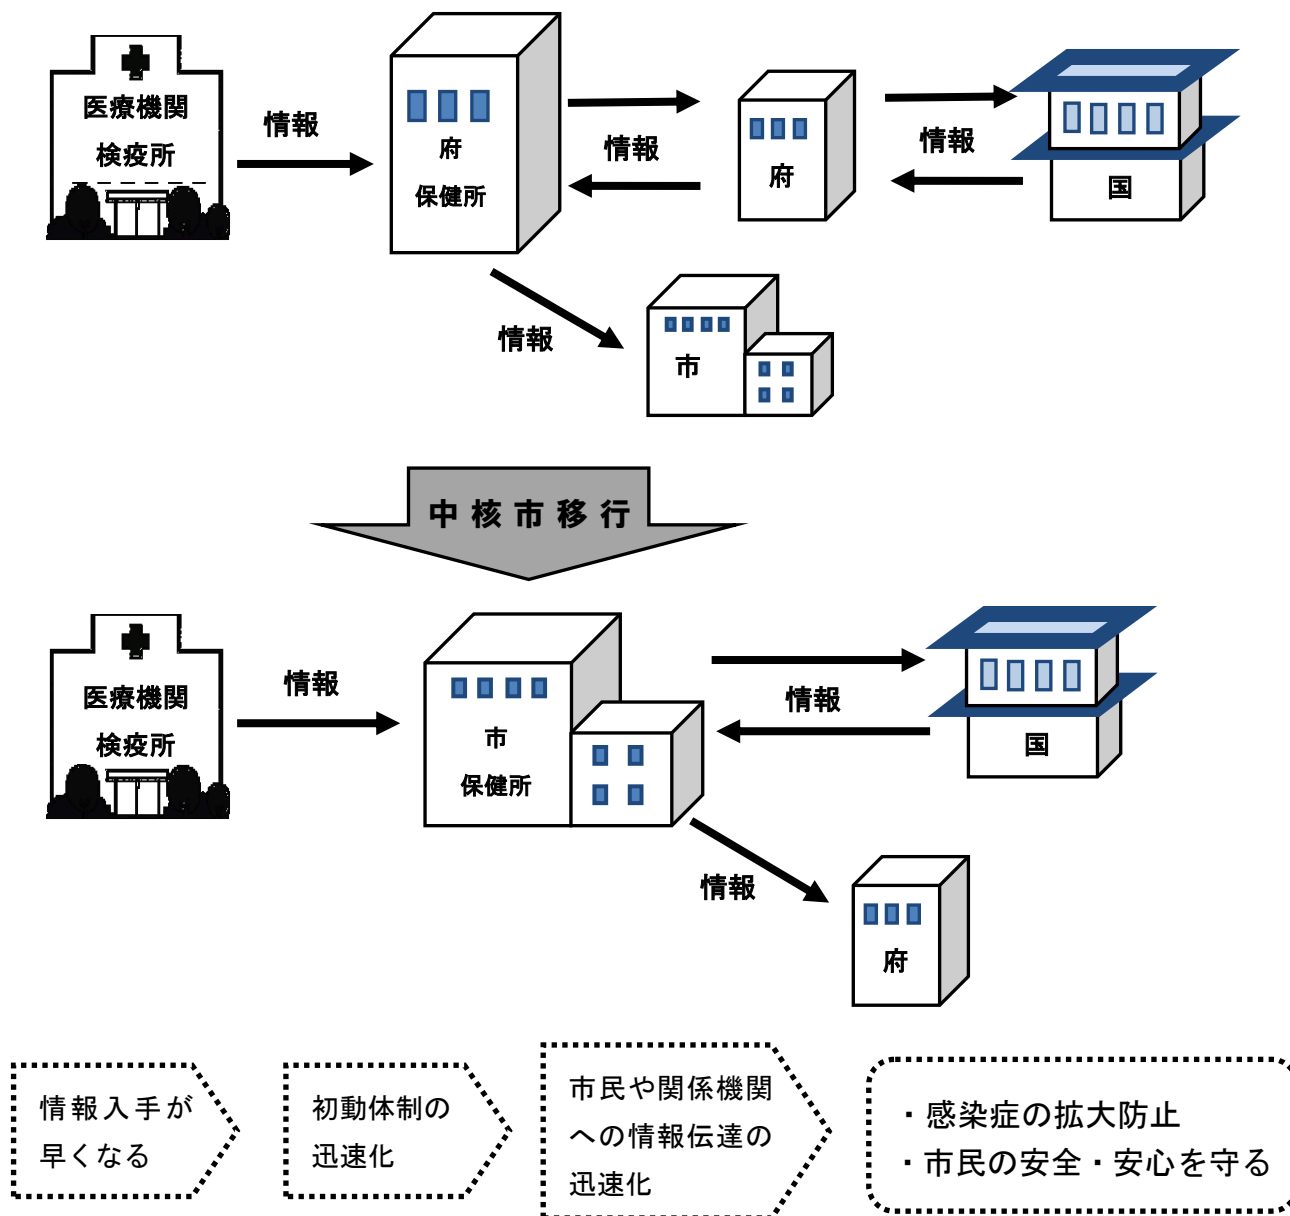 医療機関
検疫所
情報
府
保健所
情報
府
情報
国
情報
市
中核市移行
医療機関
検疫所
情報
市
保健所
情報
国
情報
府
情報入手が
早くなる
初動体制の
迅速化
市民や関係機関
への情報伝達の
迅速化
・感染症の拡大防止
・市民の安全・安心を守る